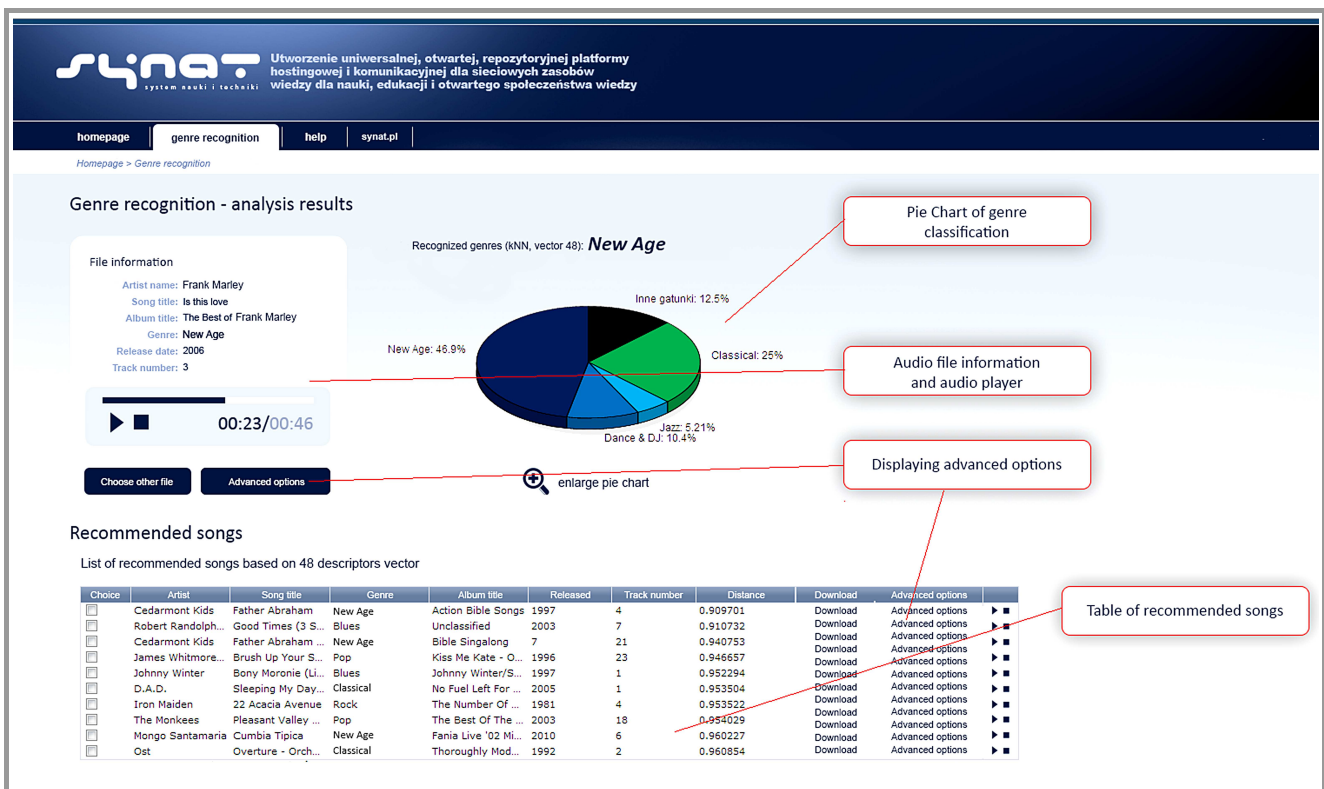 synat
system nauki i techniki
Utworzenie uniwersalnej, otwartej, repozytoryjnej platformy
hostingowej i komunikacyjnej dla sieciowych zasobów
wiedzy dla nauki, edukacji i otwartego społeczeństwa wiedzy
homepage genre recognition help synat.pl
Homepage > Genre recognition
Genre recognition - analysis results
File information
Artist name: Frank Marley
Song title: Is this love
Album title: The Best of Frank Marley
Genre: New Age
Release date: 2006
Track number: 3
00:23/00:46
Choose other file Advanced options
Recognized genres (kNN, vector 48): New Age
Inne gatunki: 12.5%
New Age: 46.9%
Classical: 25%
Jazz: 5.21%
Dance & DJ: 10.4%
enlarge pie chart
Pie Chart of genre
classification
Audio file information
and audio player
Displaying advanced options
Table of recommended songs
Recommended songs
List of recommended songs based on 48 descriptors vector
Choice Artist Song title Genre Album title Released Track number Distance Download Advanced options
Cedarmont Kids Father Abraham New Age Action Bible Songs 1997 4 0.909701 Download Advanced options
Robert Randolph... Good Times (3 S... Blues Unclassified 2003 7 0.910732 Download Advanced options
Cedarmont Kids Father Abraham ... New Age Bible Singalong 7 21 0.940753 Download Advanced options
James Whitmore... Brush Up Your S... Pop Kiss Me Kate - O... 1996 23 0.946657 Download Advanced options
Johnny Winter Bony Moronie (Li... Blues Johnny Winter/S... 1997 1 0.952294 Download Advanced options
D.A.D. Sleeping My Day... Classical No Fuel Left For ... 2005 1 0.953504 Download Advanced options
Iron Maiden 22 Acacia Avenue Rock The Number Of ... 1981 4 0.953522 Download Advanced options
The Monkees Pleasant Valley ... Pop The Best Of The ... 2003 18 0.954029 Download Advanced options
Mongo Santamaria Cumbia Tipica New Age Fania Live '02 Mi... 2010 6 0.960227 Download Advanced options
Ost Overture - Orch... Classical Thoroughly Mod... 1992 2 0.960854 Download Advanced options